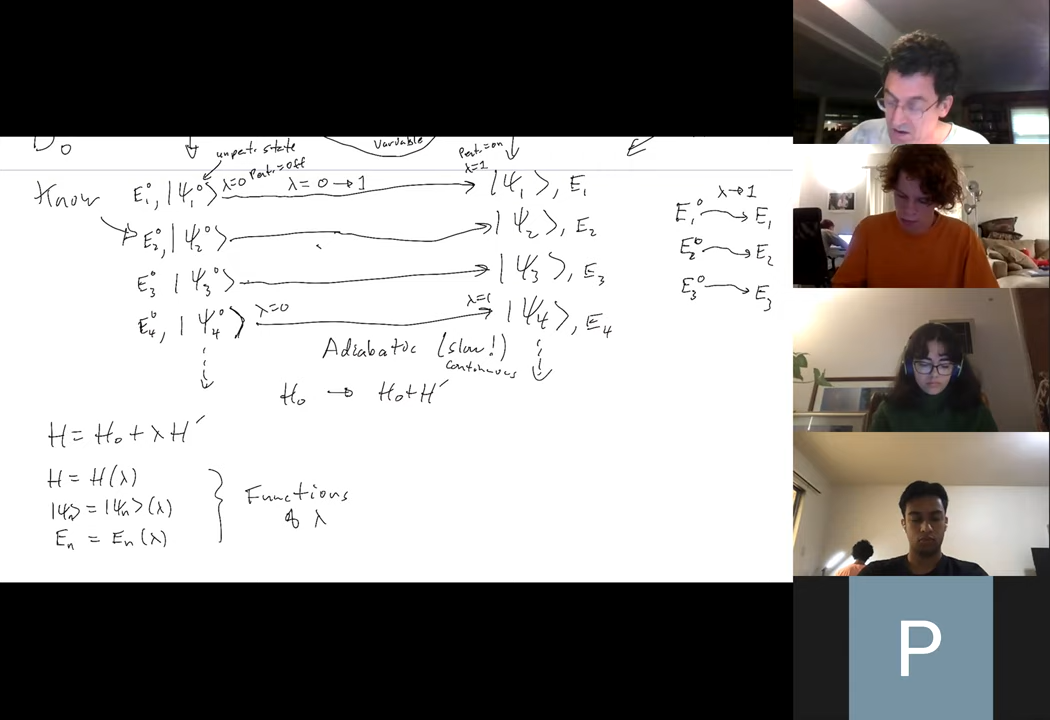 D₀
Variable
Pert.=on
E
unpert. state
Pert.=off
λ=0
λ = 0 → 1
λ=1
Know
E₁⁰, |Ψ₁⁰⟩
|Ψ₁⟩, E₁
E₂⁰, |Ψ₂⁰⟩
|Ψ₂⟩, E₂
E₃⁰ |Ψ₃⁰⟩
|Ψ₃⟩, E₃
E₄⁰, |Ψ₄⁰⟩
λ=0
λ=1
|Ψ₄⟩, E₄
λ→1
E₁⁰ → E₁
E₂⁰ → E₂
E₃⁰ → E₃
Adiabatic (slow!)
continuous
H₀ → H₀+H′
H = H₀ + λH′
H = H(λ)
|Ψₙ⟩ = |Ψₙ⟩(λ)
Eₙ = Eₙ(λ)
Functions
of λ
P